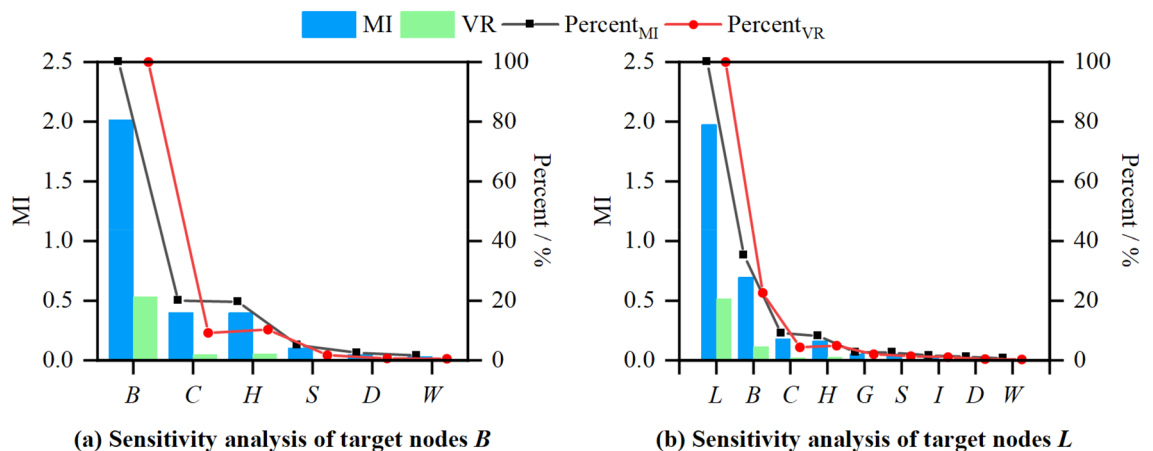 MI VR Percent_MI Percent_VR
2.5 100 2.5 100
2.0 80 2.0 80
1.5 60 1.5 60
1.0 40 1.0 40
0.5 20 0.5 20
0.0 0 0.0 0
MI Percent / % MI Percent / %
B C H S D W L B C H G S I D W
(a) Sensitivity analysis of target nodes B (b) Sensitivity analysis of target nodes L